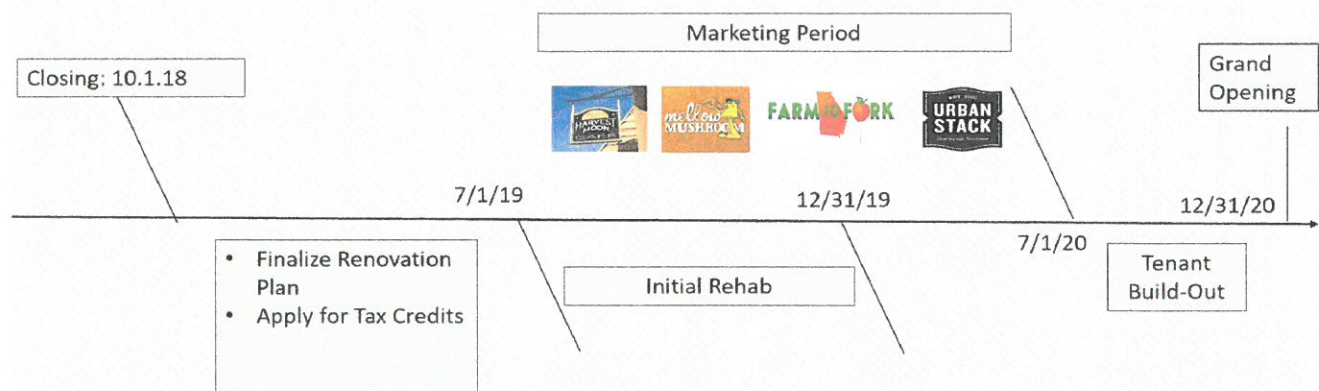 Marketing Period
Closing: 10.1.18
Grand
Opening
HARVEST
MOON
mellow
MUSHROOM
FARM TO FORK
URBAN
STACK
7/1/19
12/31/19
12/31/20
7/1/20
• Finalize Renovation
Plan
• Apply for Tax Credits
Initial Rehab
Tenant
Build-Out